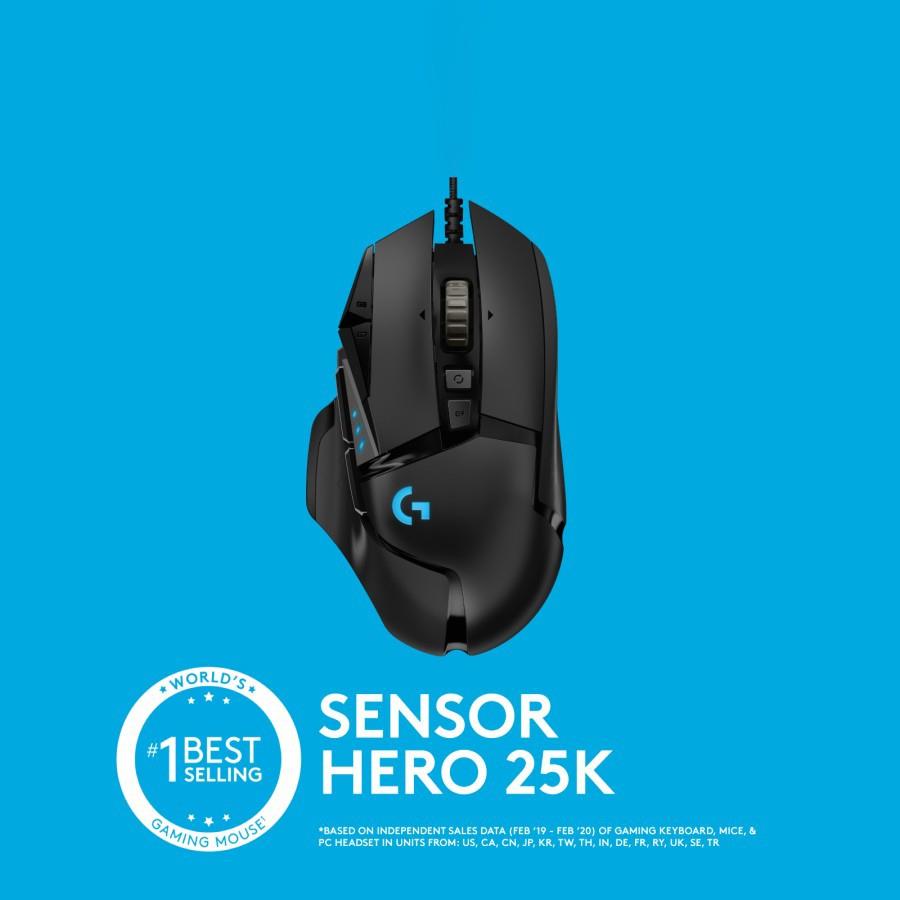 WORLD'S
#1 BEST
SELLING
GAMING MOUSE¹
SENSOR
HERO 25K
*BASED ON INDEPENDENT SALES DATA (FEB '19 - FEB '20) OF GAMING KEYBOARD, MICE, &
PC HEADSET IN UNITS FROM: US, CA, CN, JP, KR, TW, TH, IN, DE, FR, RY, UK, SE, TR